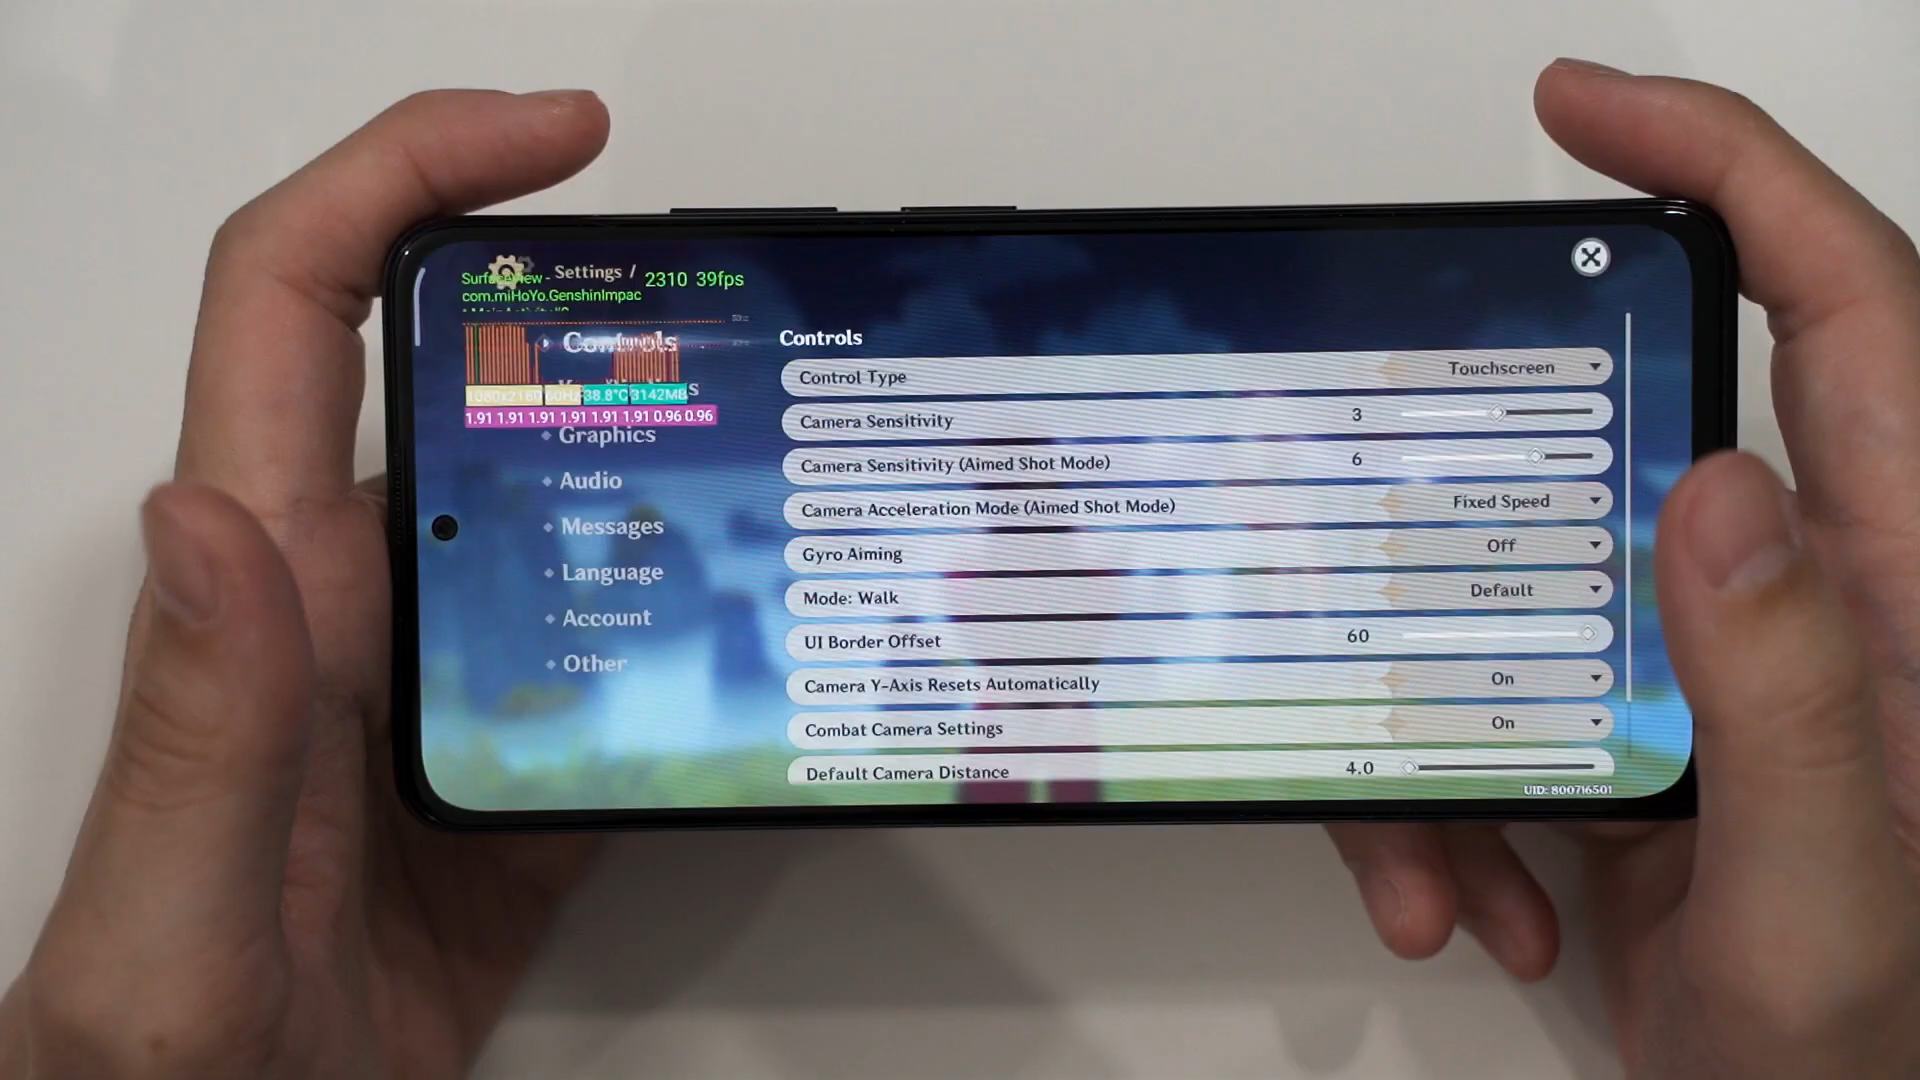 Settings /
SurfaceView -
com.miHoYo.GenshinImpac
2310 39fps
Controls
1080x2180 60Hz 38.8°C 3142MB
1.91 1.91 1.91 1.91 1.91 1.91 0.96 0.96
Graphics
Audio
Messages
Language
Account
Other
Controls
Control Type Touchscreen
Camera Sensitivity 3
Camera Sensitivity (Aimed Shot Mode) 6
Camera Acceleration Mode (Aimed Shot Mode) Fixed Speed
Gyro Aiming Off
Mode: Walk Default
UI Border Offset 60
Camera Y-Axis Resets Automatically On
Combat Camera Settings On
Default Camera Distance 4.0
UID: 800716501